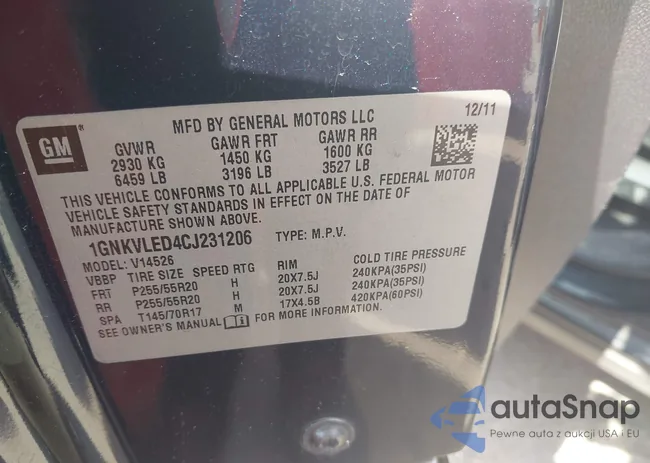 MFD BY GENERAL MOTORS LLC 12/11
GM ®
GVWR GAWR FRT GAWR RR
2930 KG 1450 KG 1600 KG
6459 LB 3196 LB 3527 LB
THIS VEHICLE CONFORMS TO ALL APPLICABLE U.S. FEDERAL MOTOR
VEHICLE SAFETY STANDARDS IN EFFECT ON THE DATE OF
MANUFACTURE SHOWN ABOVE.
1GNKVLED4CJ231206 TYPE: M.P.V.
MODEL: V14526
VBBP TIRE SIZE SPEED RTG RIM COLD TIRE PRESSURE
FRT P255/55R20 H 20X7.5J 240KPA(35PSI)
RR P255/55R20 H 20X7.5J 240KPA(35PSI)
SPA T145/70R17 M 17X4.5B 420KPA(60PSI)
SEE OWNER'S MANUAL FOR MORE INFORMATION.
autaSnap
Pewne auta z aukcji USA i EU